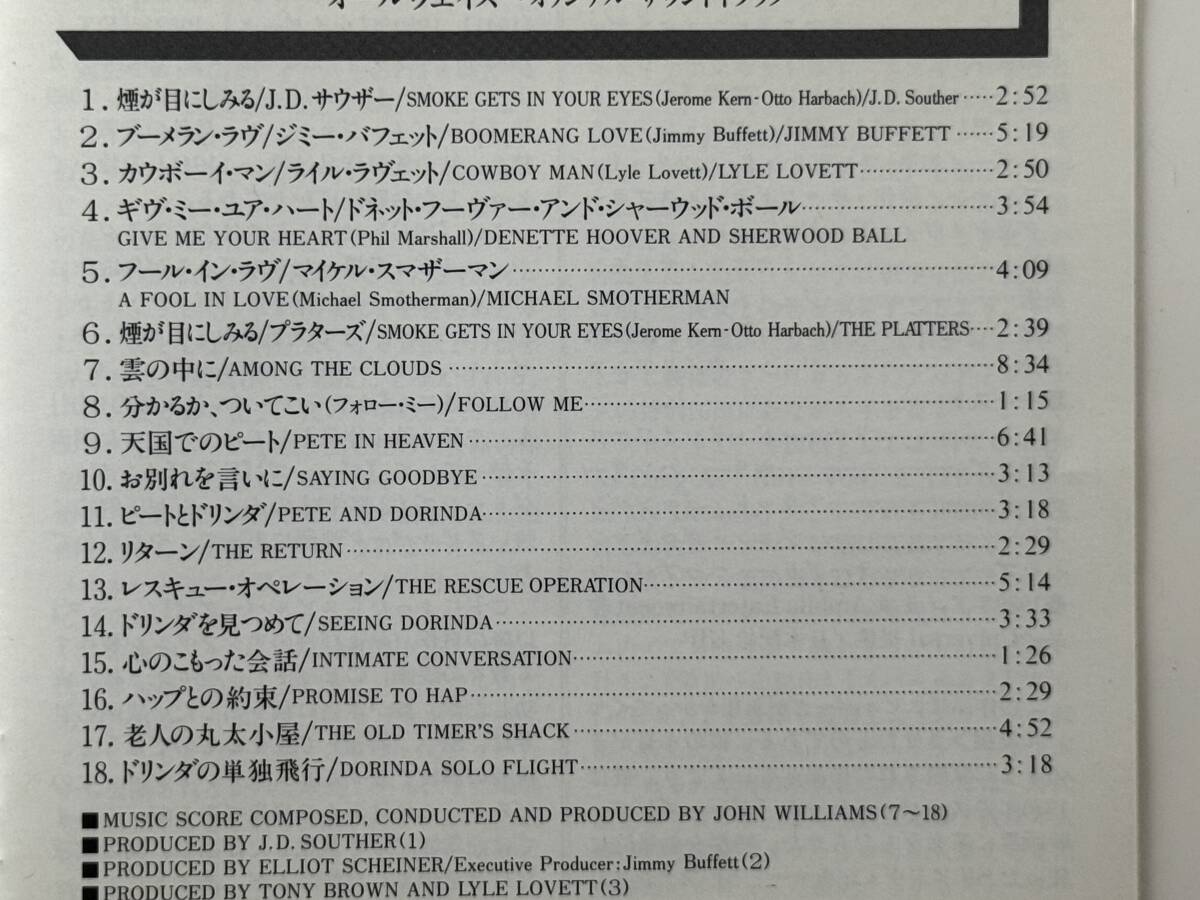 1. 煙が目にしみる/J.D.サウザー/SMOKE GETS IN YOUR EYES(Jerome Kern-Otto Harbach)/J.D. Souther ……2:52
2. ブーメラン・ラヴ/ジミー・バフェット/BOOMERANG LOVE(Jimmy Buffett)/JIMMY BUFFETT ……5:19
3. カウボーイ・マン/ライル・ラヴェット/COWBOY MAN(Lyle Lovett)/LYLE LOVETT……2:50
4. ギヴ・ミー・ユア・ハート/ドネット・フーヴァー・アンド・シャーウッド・ボール……3:54
GIVE ME YOUR HEART(Phil Marshall)/DENETTE HOOVER AND SHERWOOD BALL
5. フール・イン・ラヴ/マイケル・スマザーマン……4:09
A FOOL IN LOVE(Michael Smotherman)/MICHAEL SMOTHERMAN
6. 煙が目にしみる/プラターズ/SMOKE GETS IN YOUR EYES(Jerome Kern-Otto Harbach)/THE PLATTERS……2:39
7. 雲の中に/AMONG THE CLOUDS ……8:34
8. 分かるか、ついてこい(フォロー・ミー)/FOLLOW ME……1:15
9. 天国でのピート/PETE IN HEAVEN……6:41
10. お別れを言いに/SAYING GOODBYE……3:13
11. ピートとドリンダ/PETE AND DORINDA……3:18
12. リターン/THE RETURN……2:29
13. レスキュー・オペレーション/THE RESCUE OPERATION……5:14
14. ドリンダを見つめて/SEEING DORINDA……3:33
15. 心のこもった会話/INTIMATE CONVERSATION……1:26
16. ハップとの約束/PROMISE TO HAP……2:29
17. 老人の丸太小屋/THE OLD TIMER'S SHACK……4:52
18. ドリンダの単独飛行/DORINDA SOLO FLIGHT……3:18
■MUSIC SCORE COMPOSED, CONDUCTED AND PRODUCED BY JOHN WILLIAMS(7〜18)
■PRODUCED BY J.D. SOUTHER(1)
■PRODUCED BY ELLIOT SCHEINER/Executive Producer:Jimmy Buffett(2)
■PRODUCED BY TONY BROWN AND LYLE LOVETT(3)